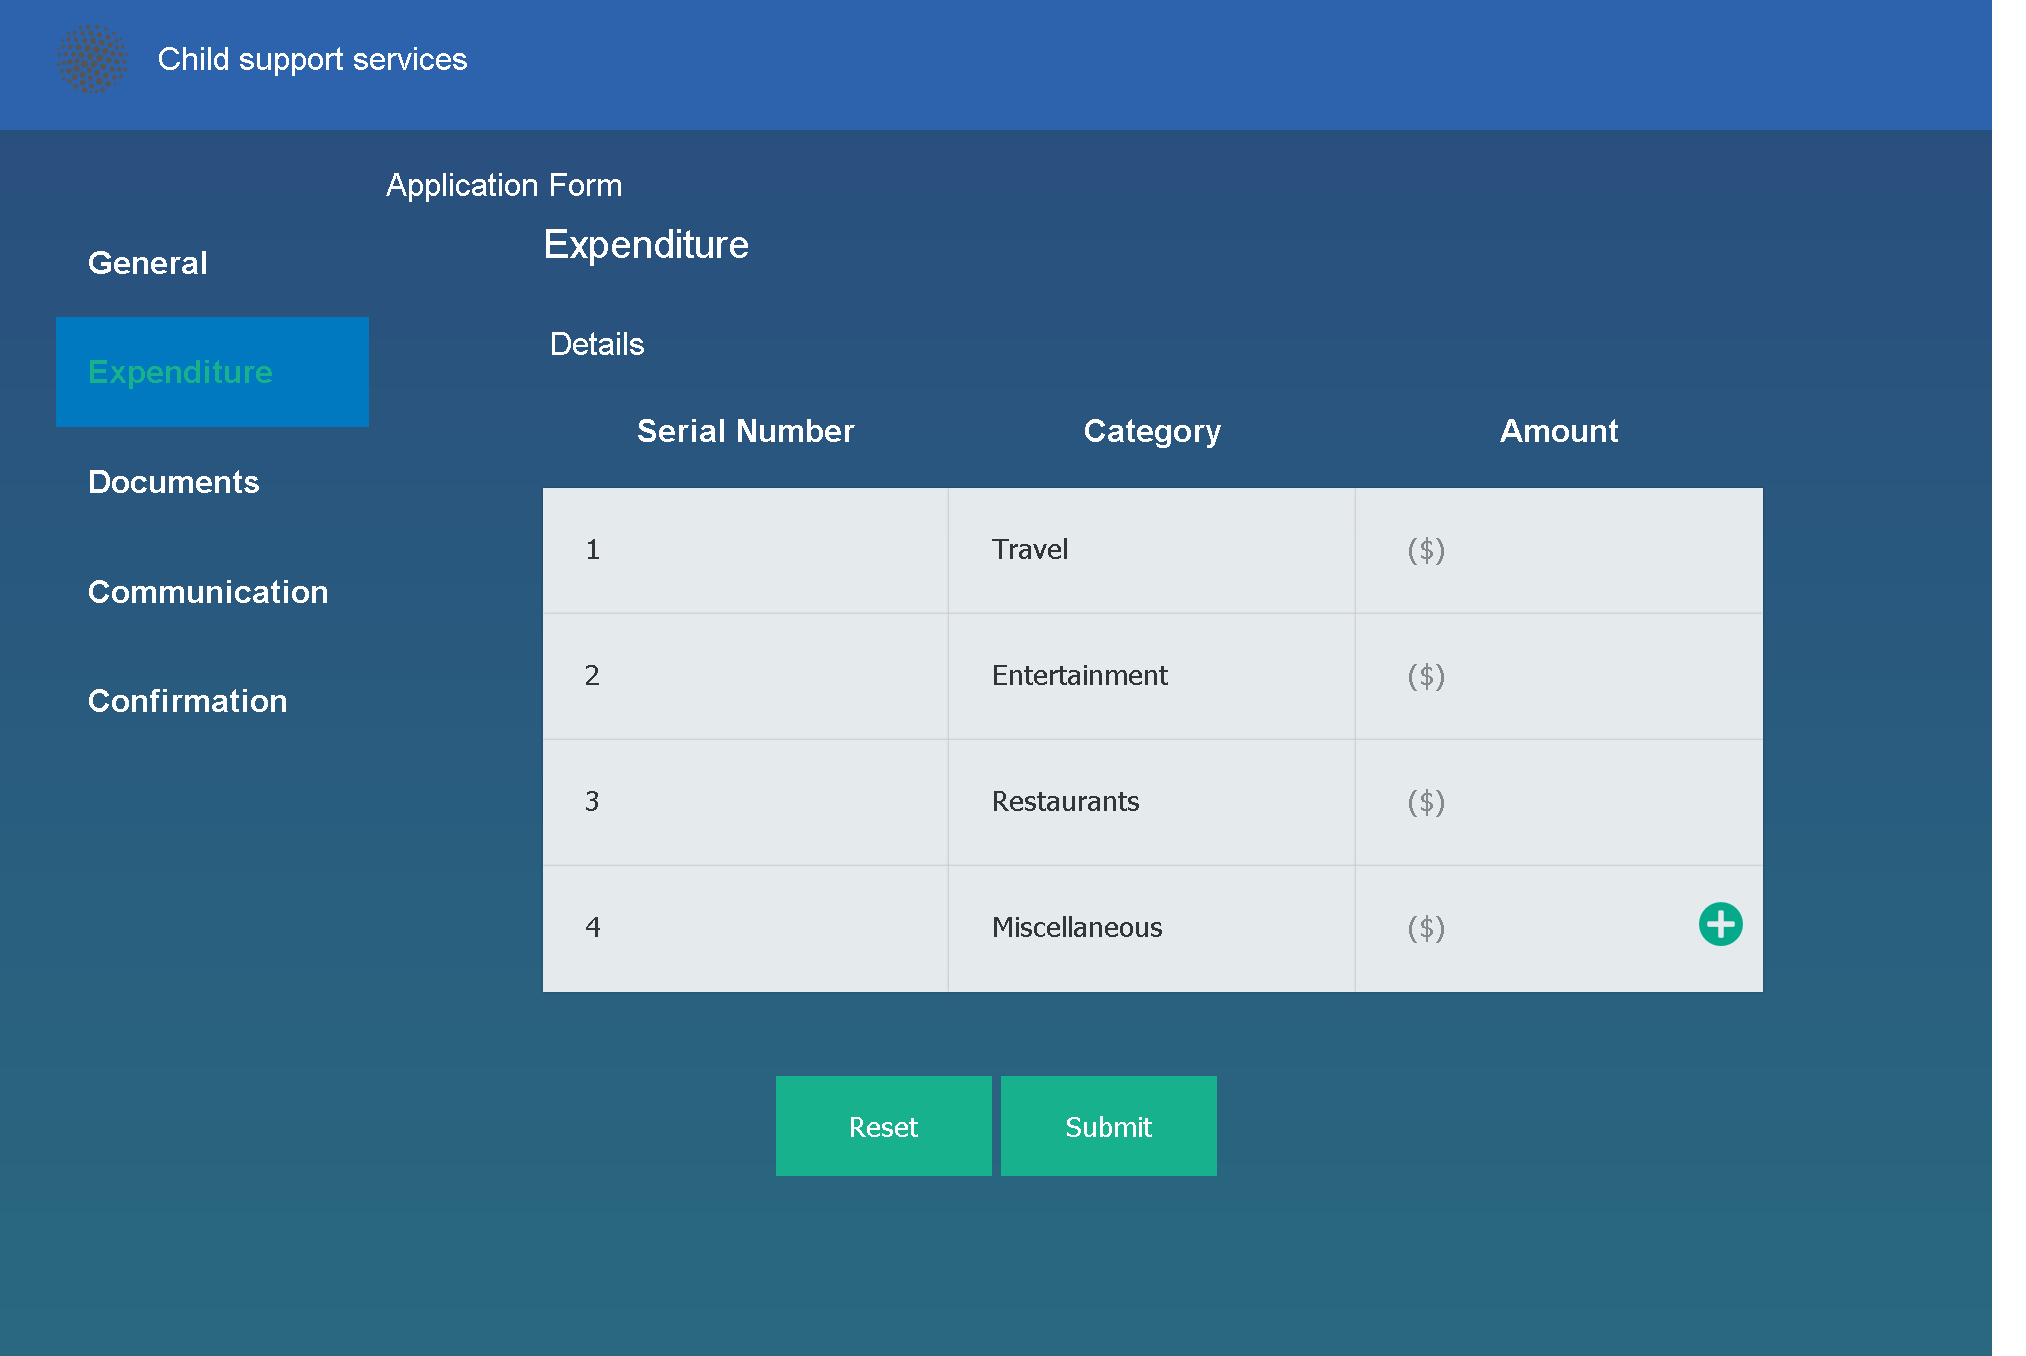 Child support services
Application Form
Expenditure
General
Expenditure
Documents
Communication
Confirmation
Details
Serial Number Category Amount
1 Travel ($)
2 Entertainment ($)
3 Restaurants ($)
4 Miscellaneous ($)
Reset Submit